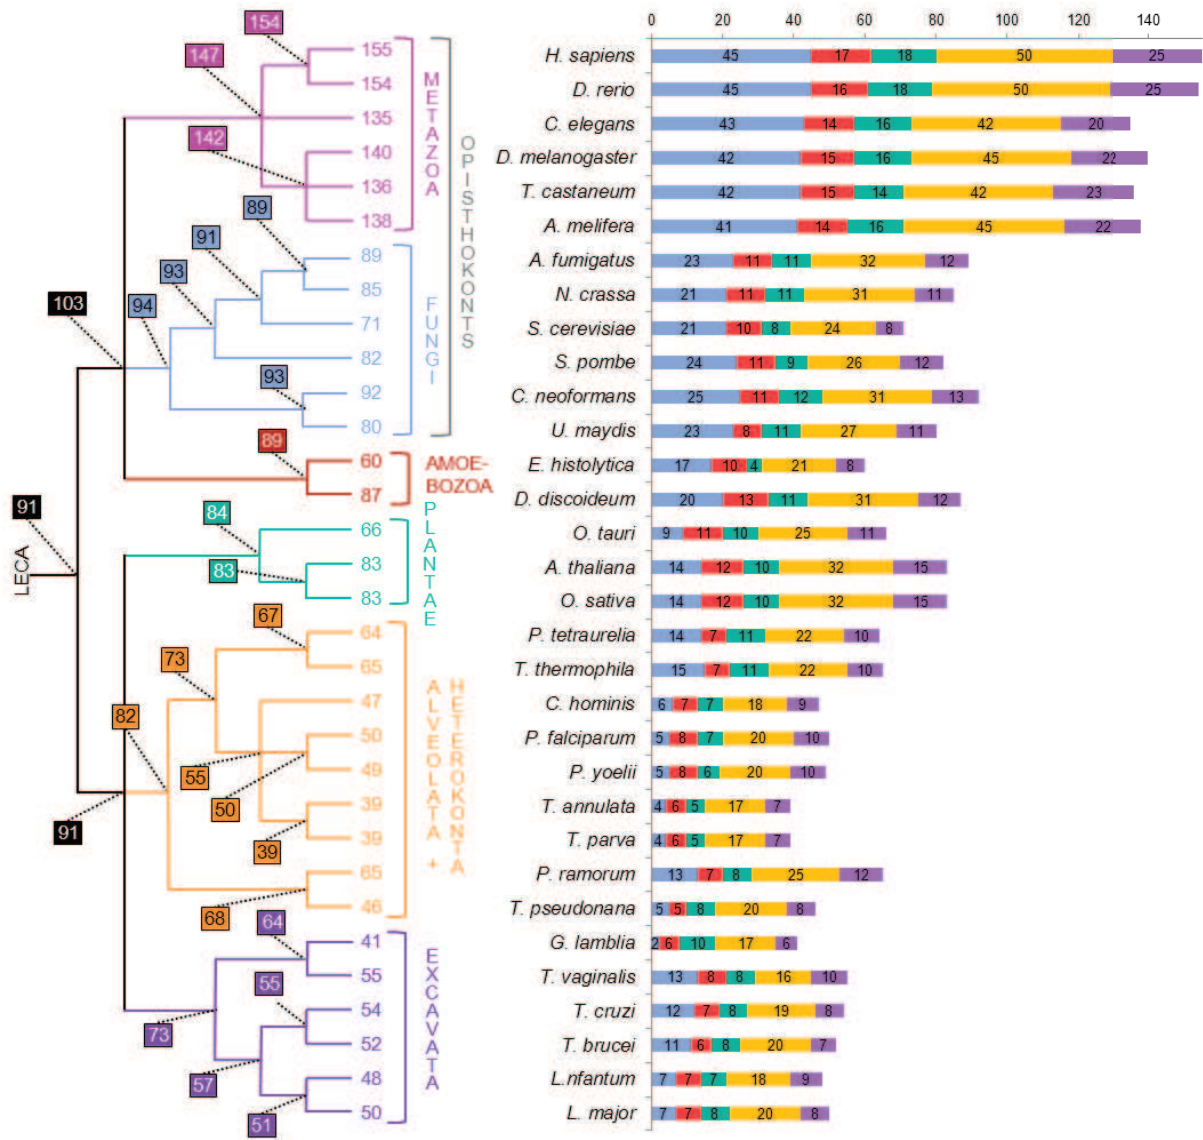 0 20 40 60 80 100 120 140
154
147
142
155
154
135
140
136
138
METAZOA
OPISTHOKONTS
89
91
93
94
93
103
89
85
71
82
92
80
FUNGI
89
60
87
AMOE-
BOZOA
91
LECA
84
83
66
83
83
PLANTAE
67
73
82
55
50
39
68
91
64
65
47
50
49
39
39
65
46
ALVEOLATA +
HETEROKONTA
64
55
73
57
51
41
55
54
52
48
50
EXCAVATA
H. sapiens 45 17 18 50 25
D. rerio 45 16 18 50 25
C. elegans 43 14 16 42 20
D. melanogaster 42 15 16 45 22
T. castaneum 42 15 14 42 23
A. melifera 41 14 16 45 22
A. fumigatus 23 11 11 32 12
N. crassa 21 11 11 31 11
S. cerevisiae 21 10 8 24 8
S. pombe 24 11 9 26 12
C. neoformans 25 11 12 31 13
U. maydis 23 8 11 27 11
E. histolytica 17 10 4 21 8
D. discoideum 20 13 11 31 12
O. tauri 9 11 10 25 11
A. thaliana 14 12 10 32 15
O. sativa 14 12 10 32 15
P. tetraurelia 14 7 11 22 10
T. thermophila 15 7 11 22 10
C. hominis 6 7 7 18 9
P. falciparum 5 8 7 20 10
P. yoelii 5 8 6 20 10
T. annulata 4 6 5 17 7
T. parva 4 6 5 17 7
P. ramorum 13 7 8 25 12
T. pseudonana 5 5 8 20 8
G. lamblia 2 6 10 17 6
T. vaginalis 13 8 8 16 10
T. cruzi 12 7 8 19 8
T. brucei 11 6 8 20 7
L.nfantum 7 7 7 18 9
L. major 7 7 8 20 8